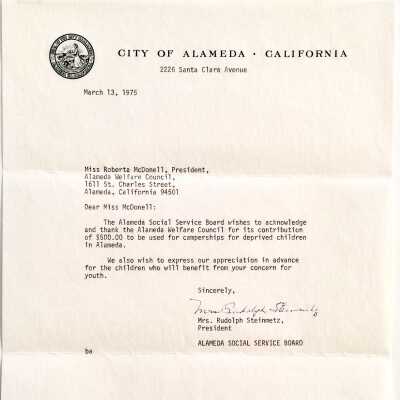 CITY OF ALAMEDA • CALIFORNIA
2226 Santa Clara Avenue
March 13, 1975
Miss Roberta McDonell, President,
Alameda Welfare Council,
1611 St. Charles Street,
Alameda, California 94501
Dear Miss McDonell:
The Alameda Social Service Board wishes to acknowledge
and thank the Alameda Welfare Council for its contribution
of $500.00 to be used for camperships for deprived children
in Alameda.
We also wish to express our appreciation in advance
for the children who will benefit from your concern for
youth.
Sincerely,
Mrs Rudolph Steinmetz
Mrs. Rudolph Steinmetz,
President
ALAMEDA SOCIAL SERVICE BOARD
ba